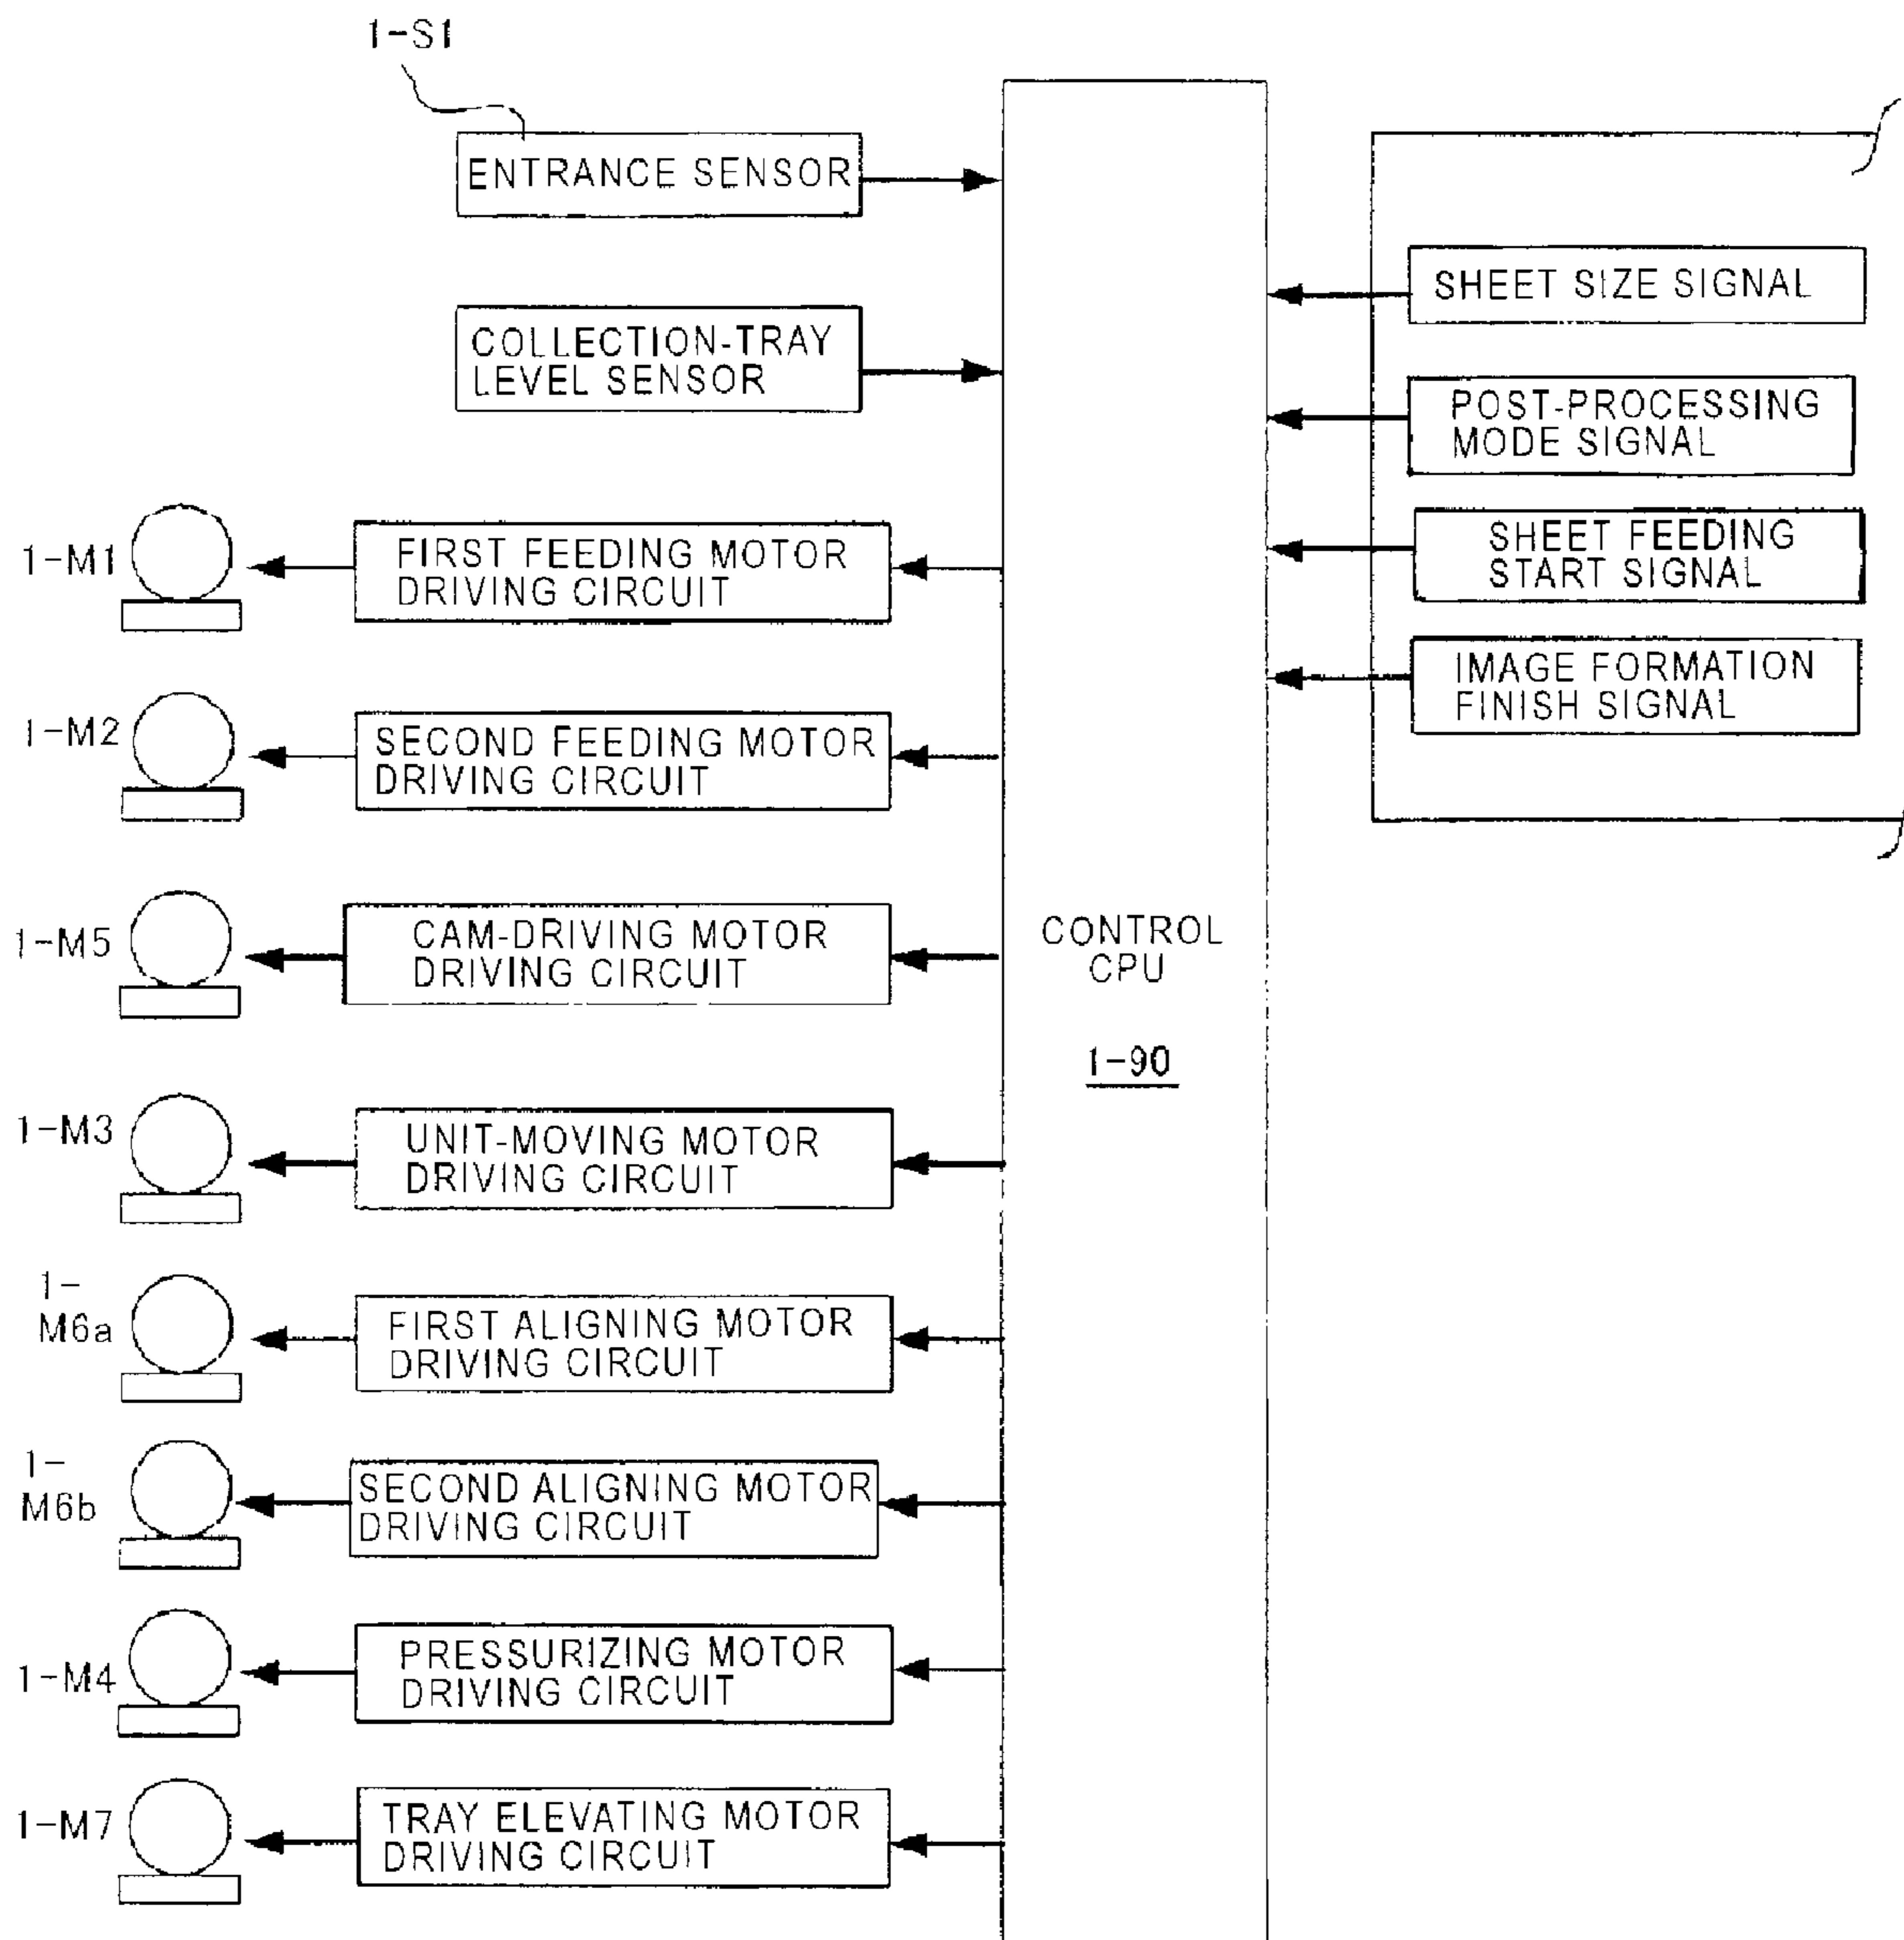 1-S1
ENTRANCE SENSOR
COLLECTION-TRAY
LEVEL SENSOR
1-M1
FIRST FEEDING MOTOR
DRIVING CIRCUIT
1-M2
SECOND FEEDING MOTOR
DRIVING CIRCUIT
1-M5
CAM-DRIVING MOTOR
DRIVING CIRCUIT
1-M3
UNIT-MOVING MOTOR
DRIVING CIRCUIT
1-
M6a
FIRST ALIGNING MOTOR
DRIVING CIRCUIT
1-
M6b
SECOND ALIGNING MOTOR
DRIVING CIRCUIT
1-M4
PRESSURIZING MOTOR
DRIVING CIRCUIT
1-M7
TRAY ELEVATING MOTOR
DRIVING CIRCUIT
CONTROL
CPU
1-90
SHEET SIZE SIGNAL
POST-PROCESSING
MODE SIGNAL
SHEET FEEDING
START SIGNAL
IMAGE FORMATION
FINISH SIGNAL